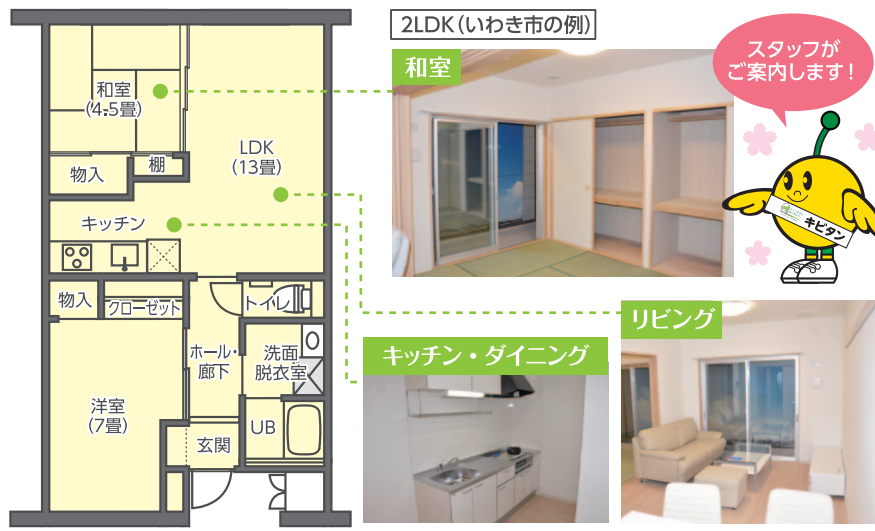 2LDK(いわき市の例)
スタッフが
ご案内します!
キビタン
和室
キッチン・ダイニング
リビング
和室
(4.5畳)
LDK
(13畳)
物入
棚
キッチン
物入
クローゼット
トイレ
ホール・
廊下
洗面
脱衣室
洋室
(7畳)
玄関
UB